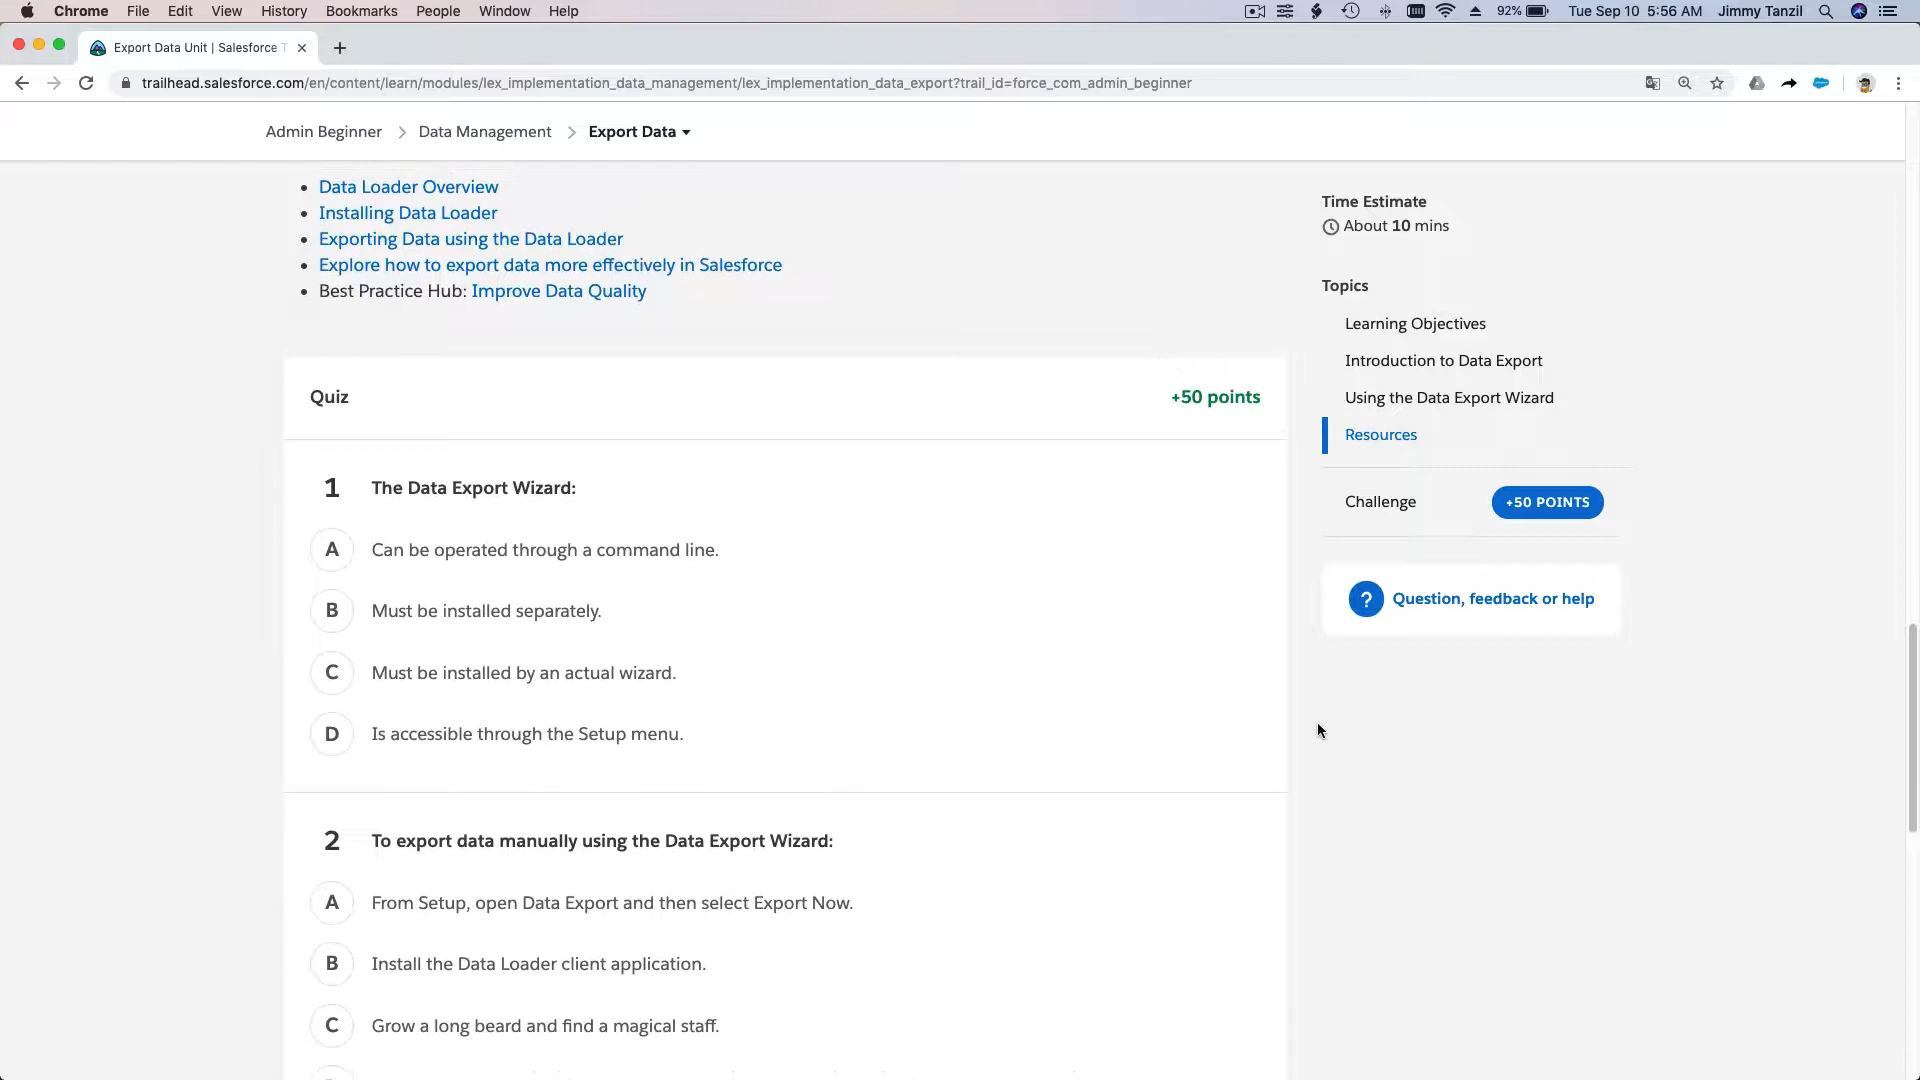 Chrome File Edit View History Bookmarks People Window Help 92% Tue Sep 10 5:56 AM Jimmy Tanzil
Export Data Unit | Salesforce T
trailhead.salesforce.com/en/content/learn/modules/lex_implementation_data_management/lex_implementation_data_export?trail_id=force_com_admin_beginner
Admin Beginner > Data Management > Export Data
• Data Loader Overview
• Installing Data Loader
• Exporting Data using the Data Loader
• Explore how to export data more effectively in Salesforce
• Best Practice Hub: Improve Data Quality
Quiz +50 points
1 The Data Export Wizard:
A Can be operated through a command line.
B Must be installed separately.
C Must be installed by an actual wizard.
D Is accessible through the Setup menu.
2 To export data manually using the Data Export Wizard:
A From Setup, open Data Export and then select Export Now.
B Install the Data Loader client application.
C Grow a long beard and find a magical staff.
Time Estimate
About 10 mins
Topics
Learning Objectives
Introduction to Data Export
Using the Data Export Wizard
Resources
Challenge +50 POINTS
? Question, feedback or help